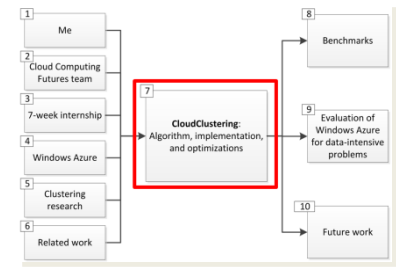 1
Me
2
Cloud Computing
Futures team
3
7-week internship
4
Windows Azure
5
Clustering
research
6
Related work
7
CloudClustering:
Algorithm, implementation,
and optimizations
8
Benchmarks
9
Evaluation of
Windows Azure
for data-intensive
problems
10
Future work